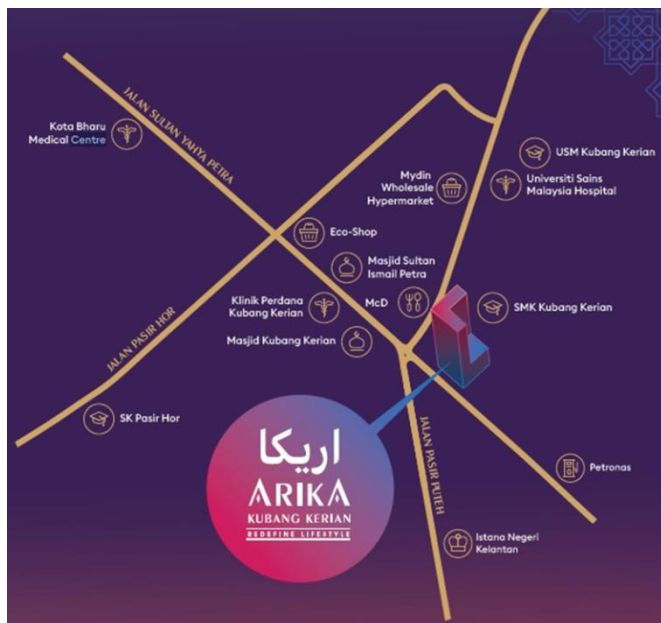 JALAN SULTAN YAHYA PETRA
Kota Bharu
Medical Centre
USM Kubang Kerian
Mydin
Wholesale
Hypermarket
Universiti Sains
Malaysia Hospital
Eco-Shop
Masjid Sultan
Ismail Petra
Klinik Perdana
Kubang Kerian
McD
SMK Kubang Kerian
Masjid Kubang Kerian
JALAN PASIR HOR
SK Pasir Hor
JALAN PASIR PUTEH
اريكا
ARIKA
KUBANG KERIAN
REDEFINE LIFESTYLE
Petronas
Istana Negeri
Kelantan